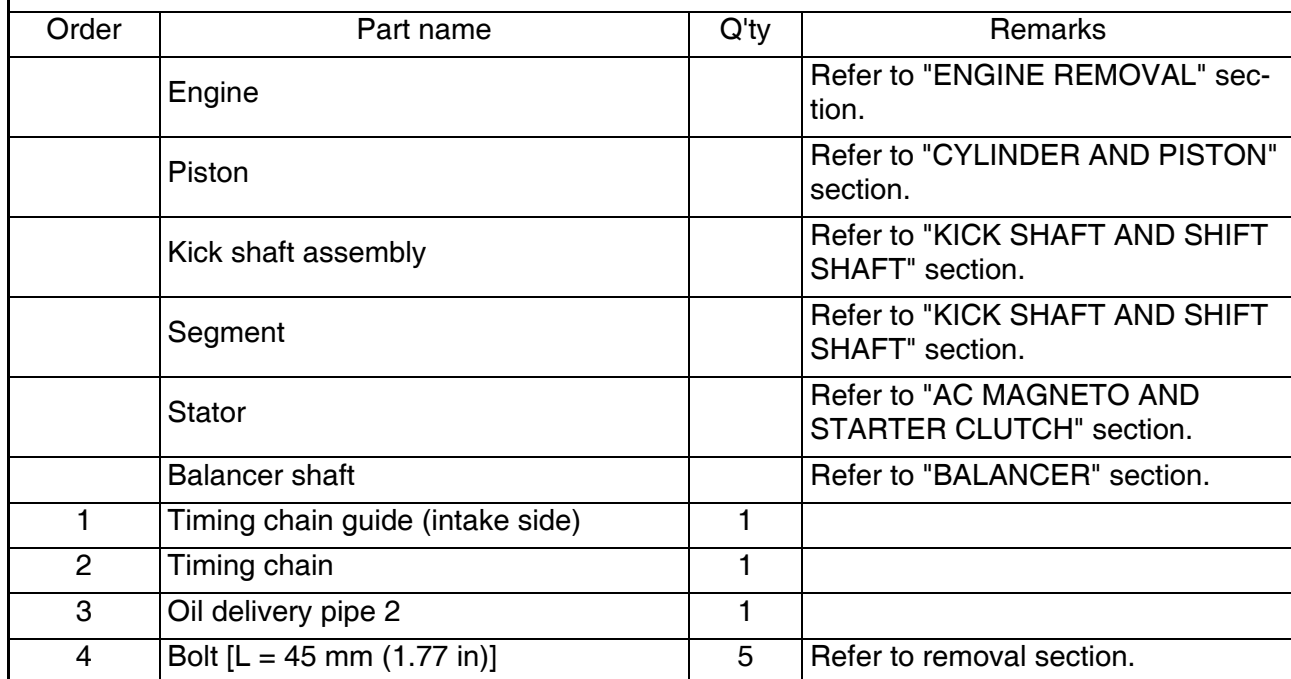 Order Part name Q'ty Remarks
Engine Refer to "ENGINE REMOVAL" sec-
tion.
Piston Refer to "CYLINDER AND PISTON"
section.
Kick shaft assembly Refer to "KICK SHAFT AND SHIFT
SHAFT" section.
Segment Refer to "KICK SHAFT AND SHIFT
SHAFT" section.
Stator Refer to "AC MAGNETO AND
STARTER CLUTCH" section.
Balancer shaft Refer to "BALANCER" section.
1 Timing chain guide (intake side) 1
2 Timing chain 1
3 Oil delivery pipe 2 1
4 Bolt [L = 45 mm (1.77 in)] 5 Refer to removal section.